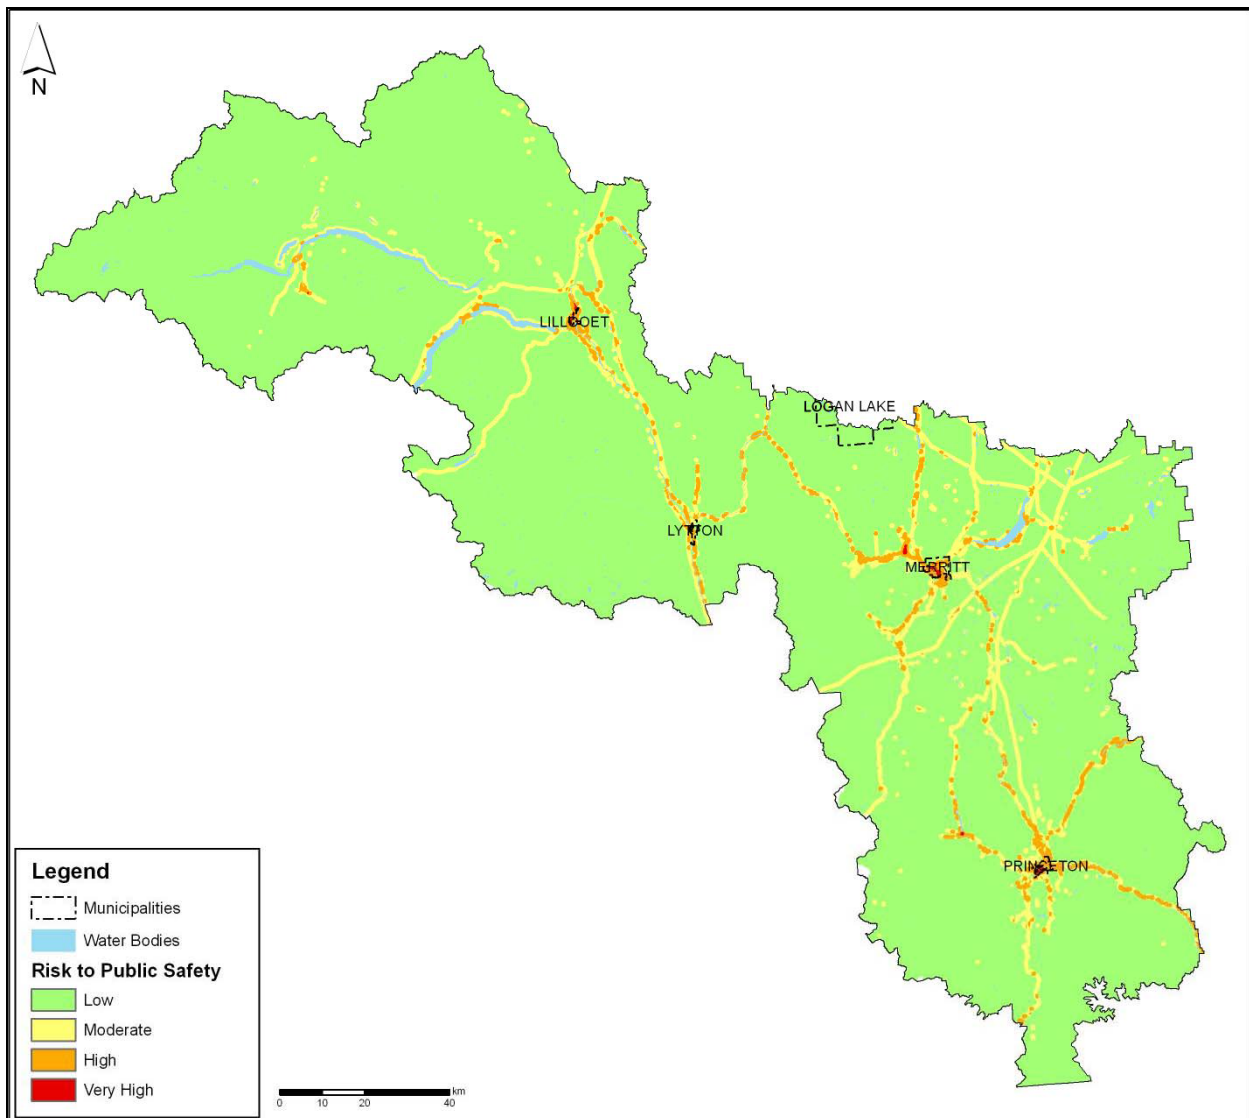 N
LILLOOET
LOGAN LAKE
LYTTON
MERRITT
PRINCETON
Legend
Municipalities
Water Bodies
Risk to Public Safety
Low
Moderate
High
Very High
km
0 10 20 40